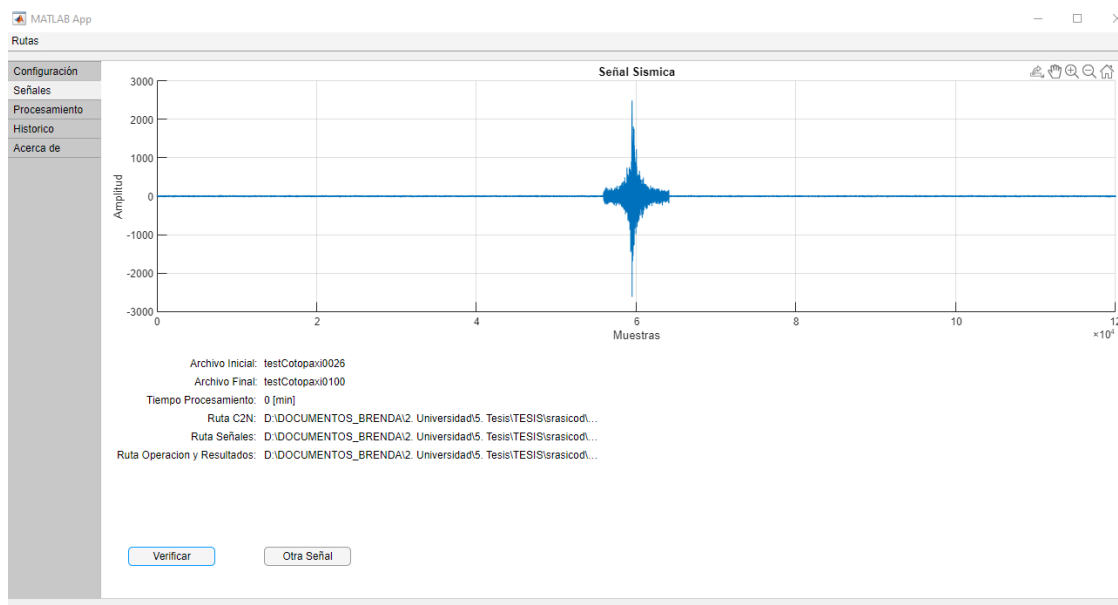 MATLAB App
Rutas
Configuración
Señales
Procesamiento
Historico
Acerca de
Señal Sismica
3000
2000
1000
0
-1000
-2000
-3000
Amplitud
0 2 4 6 8 10 12
×10⁴
Muestras
Archivo Inicial: testCotopaxi0026
Archivo Final: testCotopaxi0100
Tiempo Procesamiento: 0 [min]
Ruta C2N: D:\DOCUMENTOS_BRENDA\2. Universidad\5. Tesis\TESIS\srasicod\...
Ruta Señales: D:\DOCUMENTOS_BRENDA\2. Universidad\5. Tesis\TESIS\srasicod\...
Ruta Operacion y Resultados: D:\DOCUMENTOS_BRENDA\2. Universidad\5. Tesis\TESIS\srasicod\...
Verificar Otra Señal